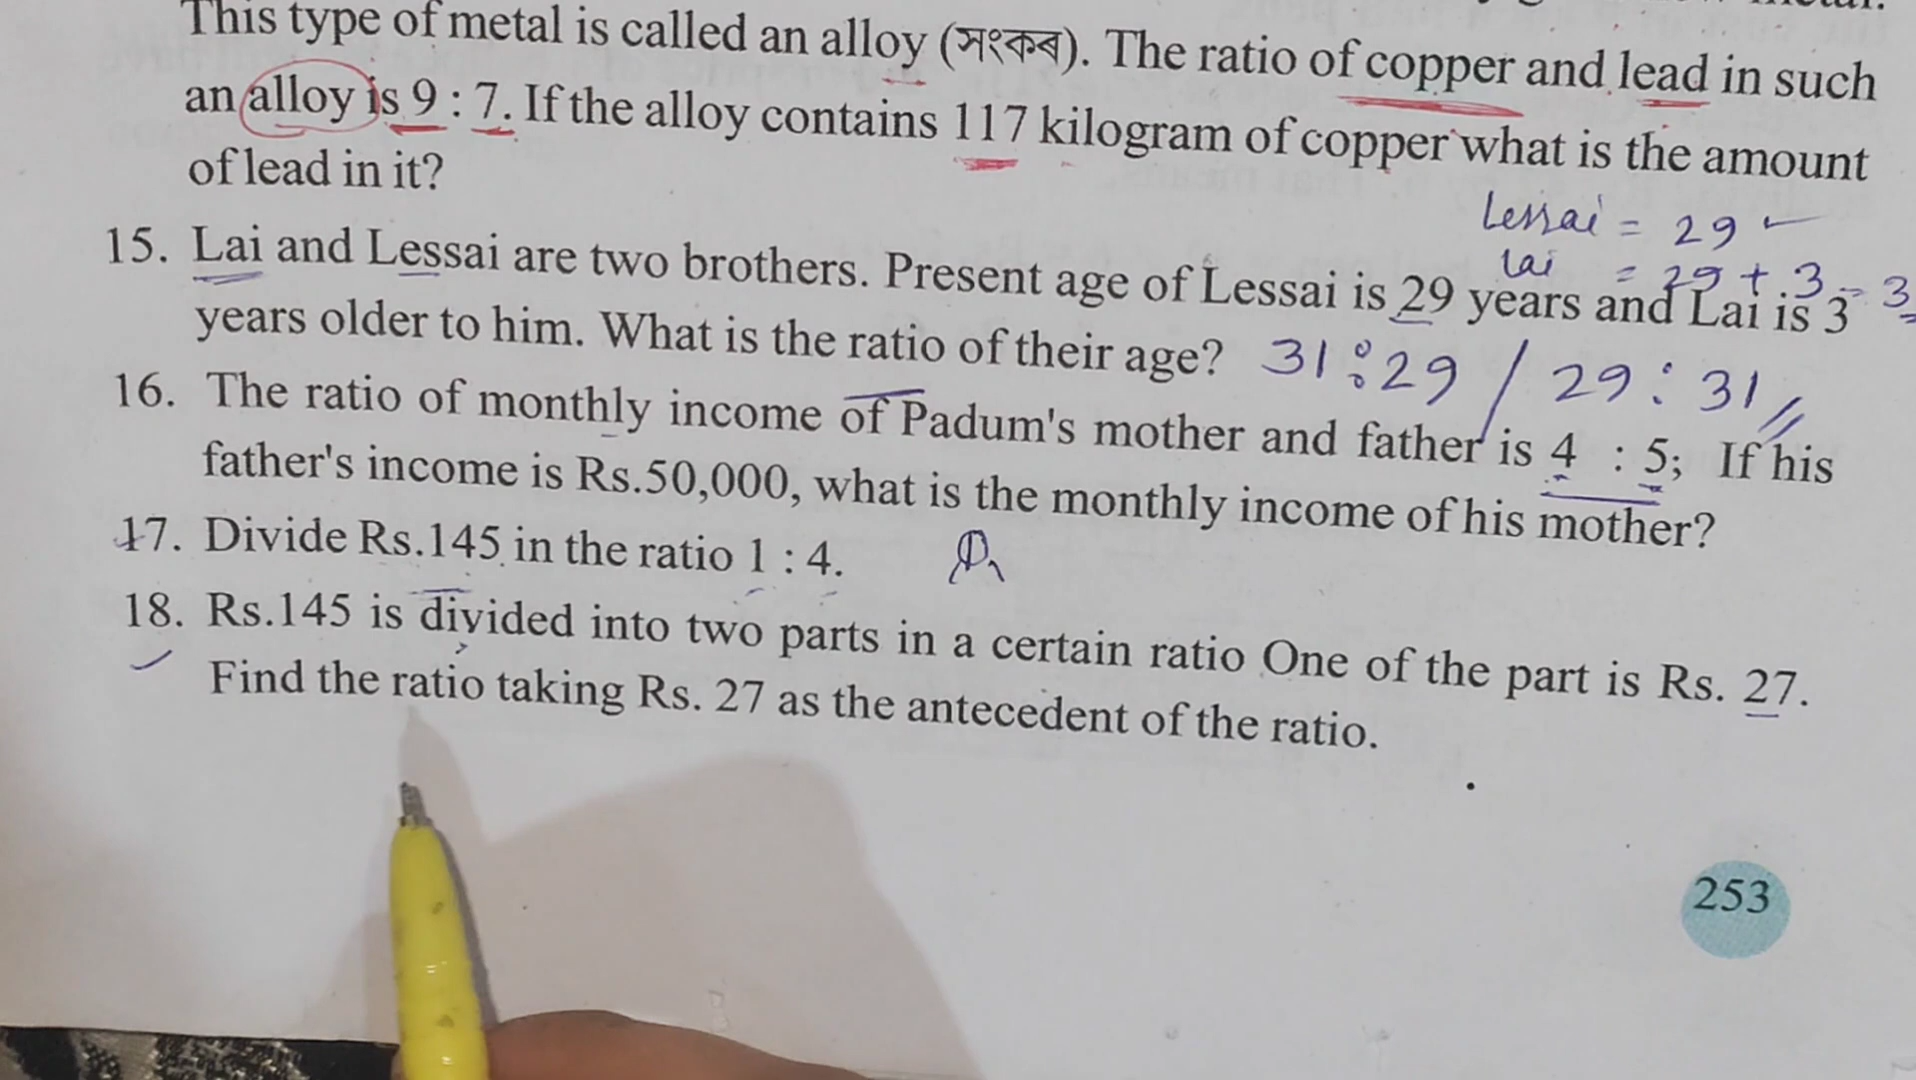 This type of metal is called an alloy (সংকৰ). The ratio of copper and lead in such
an alloy is 9 : 7. If the alloy contains 117 kilogram of copper what is the amount
of lead in it?
Lessai = 29
Lai = 29 + 3 = 3
15. Lai and Lessai are two brothers. Present age of Lessai is 29 years and Lai is 3
years older to him. What is the ratio of their age? 31:29 / 29:31
16. The ratio of monthly income of Padum's mother and father is 4 : 5; If his
father's income is Rs.50,000, what is the monthly income of his mother?
17. Divide Rs.145 in the ratio 1 : 4.
18. Rs.145 is divided into two parts in a certain ratio One of the part is Rs. 27.
Find the ratio taking Rs. 27 as the antecedent of the ratio.
253